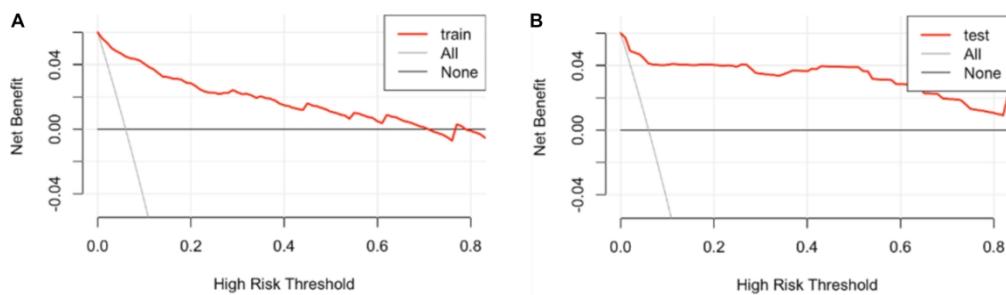 A
train
All
None
Net Benefit
0.04
0.00
-0.04
0.0 0.2 0.4 0.6 0.8
High Risk Threshold
B
test
All
None
Net Benefit
0.04
0.00
-0.04
0.0 0.2 0.4 0.6 0.8
High Risk Threshold